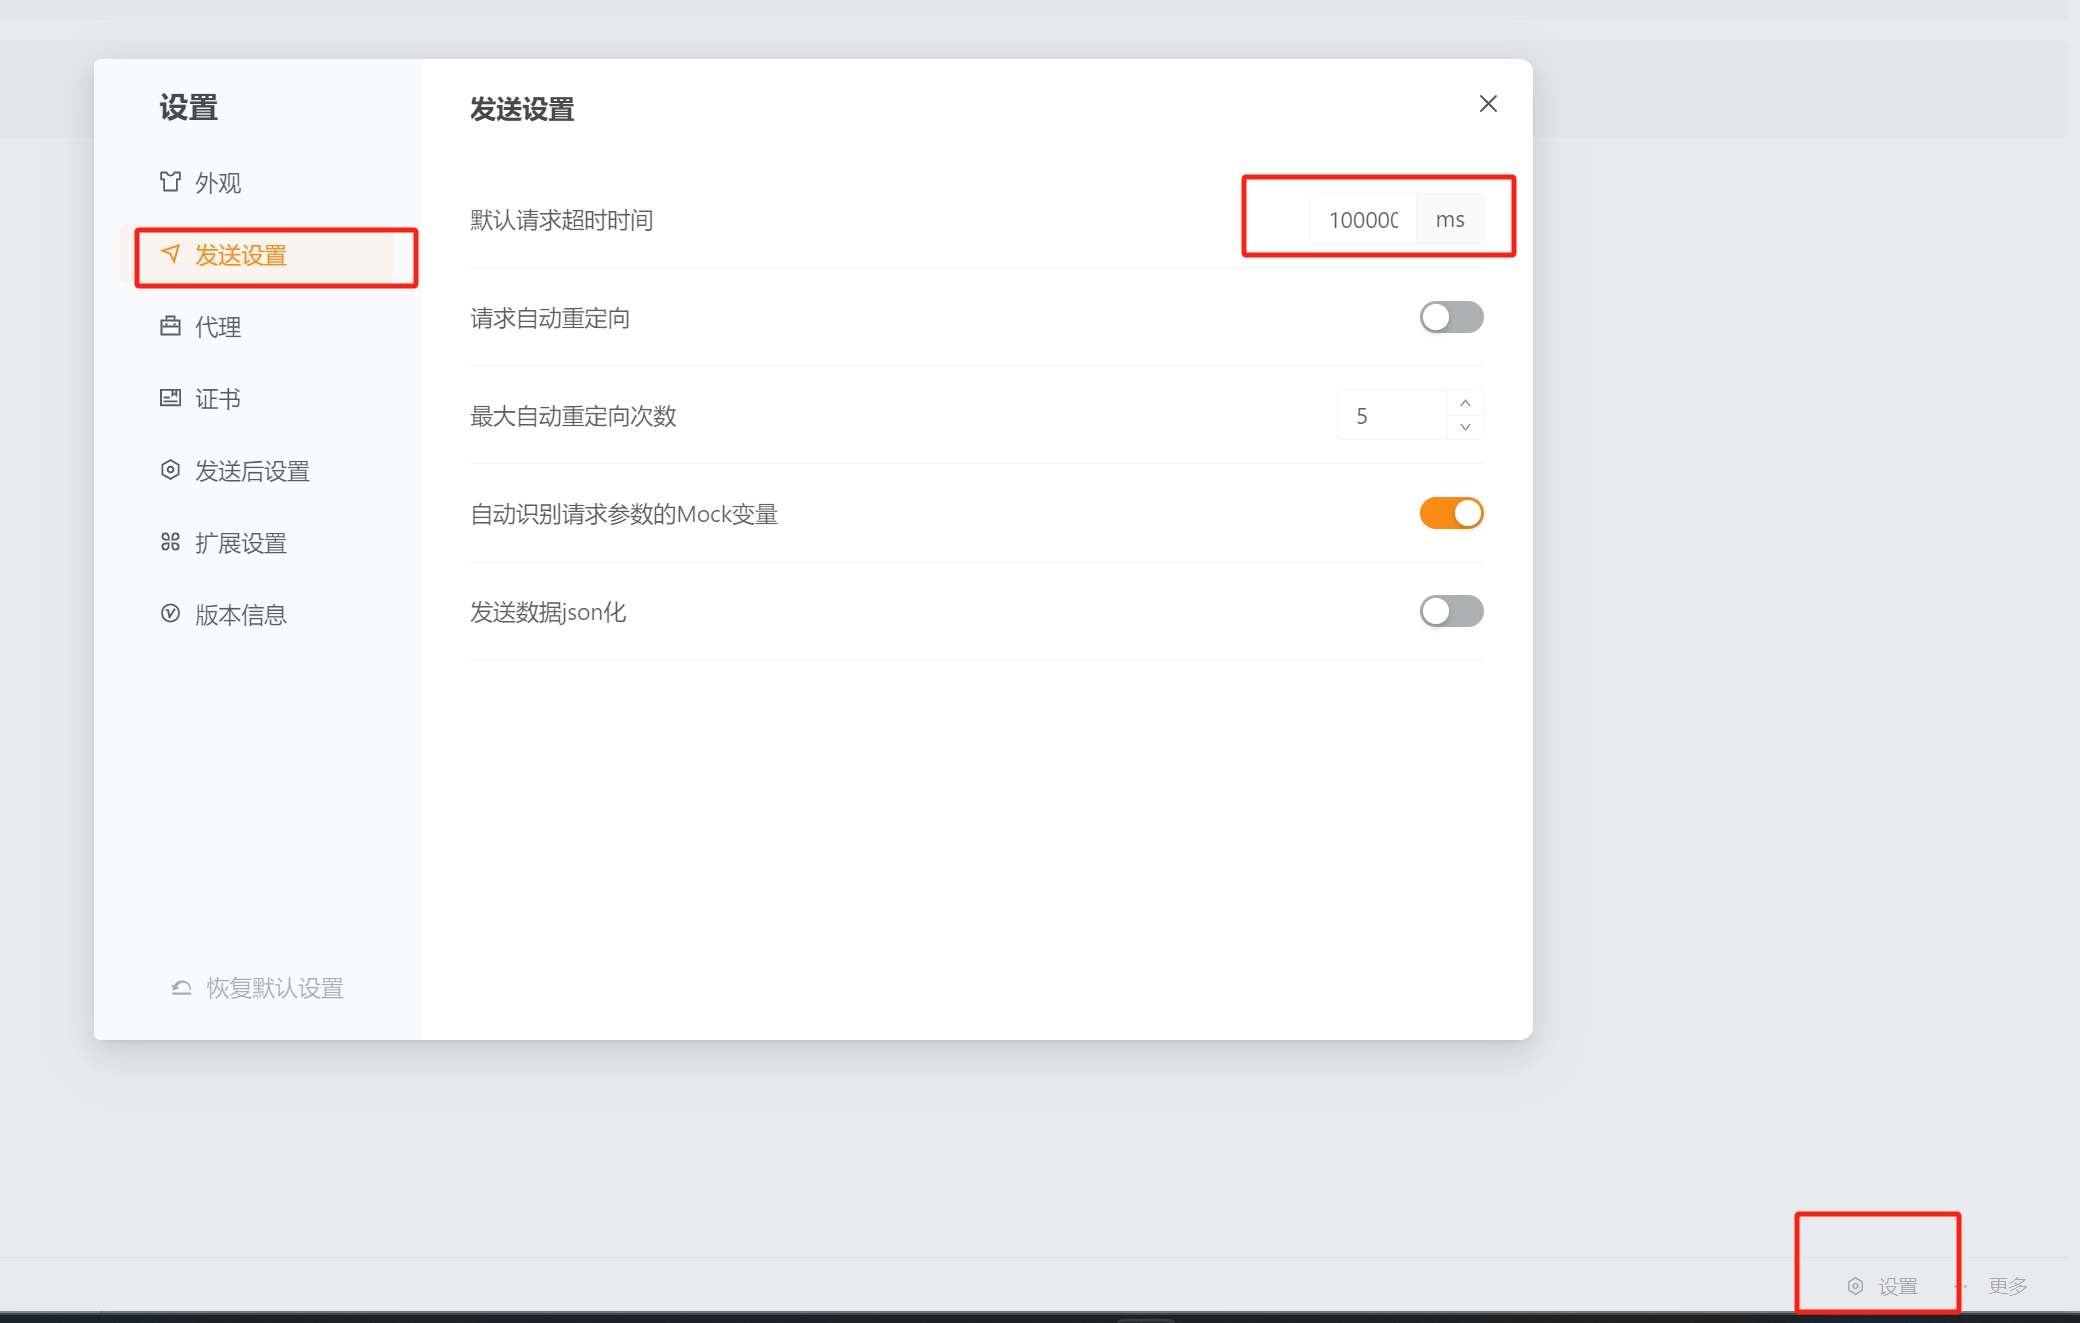 设置
外观
发送设置
代理
证书
发送后设置
扩展设置
版本信息
恢复默认设置
发送设置
默认请求超时时间
100000 ms
请求自动重定向
最大自动重定向次数
5
自动识别请求参数的Mock变量
发送数据json化
设置
更多